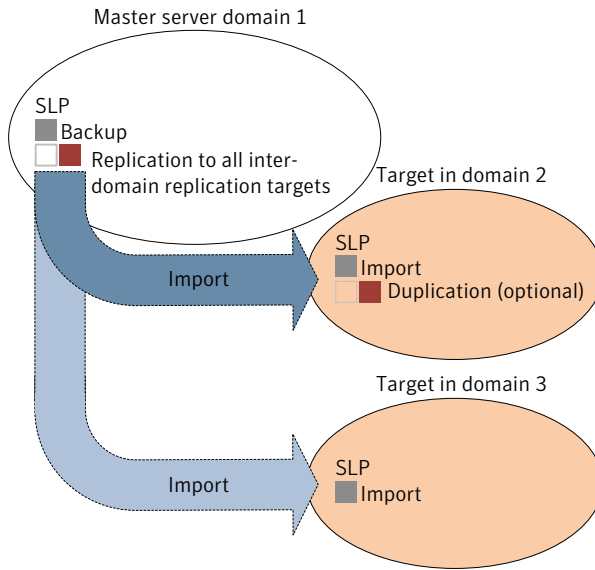 Master server domain 1
SLP
Backup
Replication to all inter-
domain replication targets
Target in domain 2
SLP
Import
Import
Duplication (optional)
Target in domain 3
SLP
Import
Import